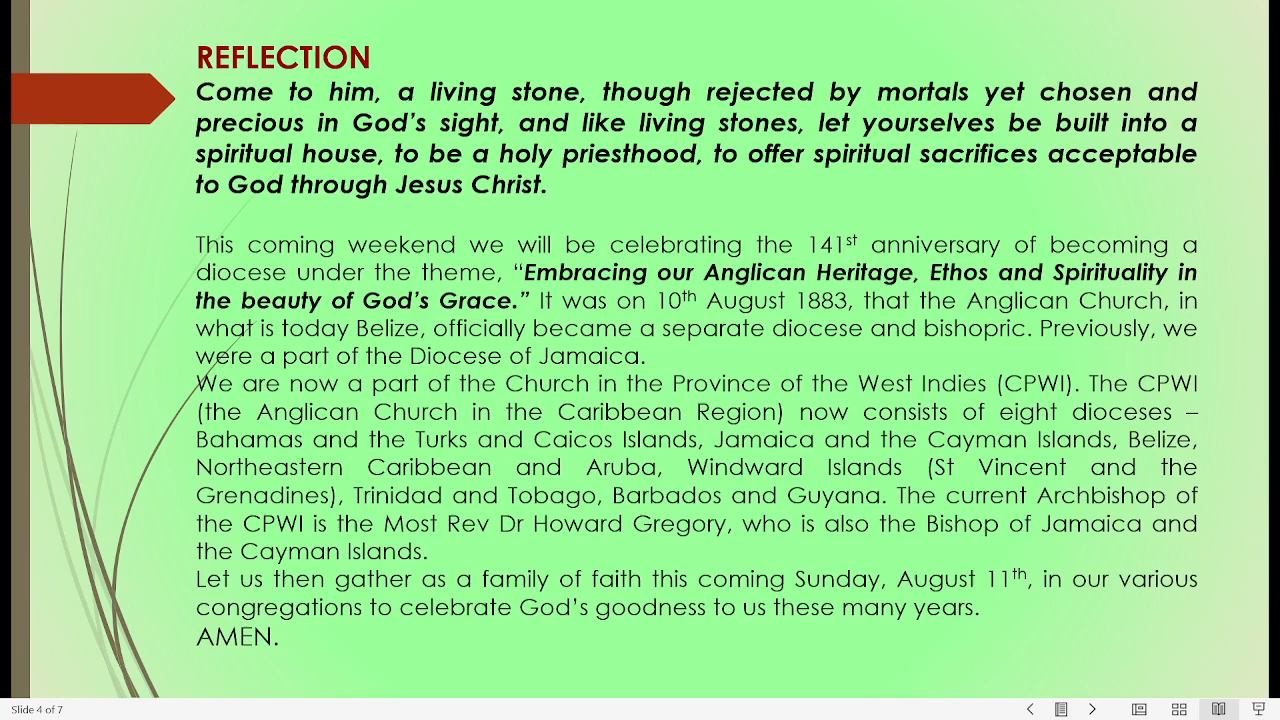 REFLECTION
Come to him, a living stone, though rejected by mortals yet chosen and
precious in God's sight, and like living stones, let yourselves be built into a
spiritual house, to be a holy priesthood, to offer spiritual sacrifices acceptable
to God through Jesus Christ.
This coming weekend we will be celebrating the 141st anniversary of becoming a
diocese under the theme, "Embracing our Anglican Heritage, Ethos and Spirituality in
the beauty of God's Grace." It was on 10th August 1883, that the Anglican Church, in
what is today Belize, officially became a separate diocese and bishopric. Previously, we
were a part of the Diocese of Jamaica.
We are now a part of the Church in the Province of the West Indies (CPWI). The CPWI
(the Anglican Church in the Caribbean Region) now consists of eight dioceses –
Bahamas and the Turks and Caicos Islands, Jamaica and the Cayman Islands, Belize,
Northeastern Caribbean and Aruba, Windward Islands (St Vincent and the
Grenadines), Trinidad and Tobago, Barbados and Guyana. The current Archbishop of
the CPWI is the Most Rev Dr Howard Gregory, who is also the Bishop of Jamaica and
the Cayman Islands.
Let us then gather as a family of faith this coming Sunday, August 11th, in our various
congregations to celebrate God's goodness to us these many years.
AMEN.
Slide 4 of 7